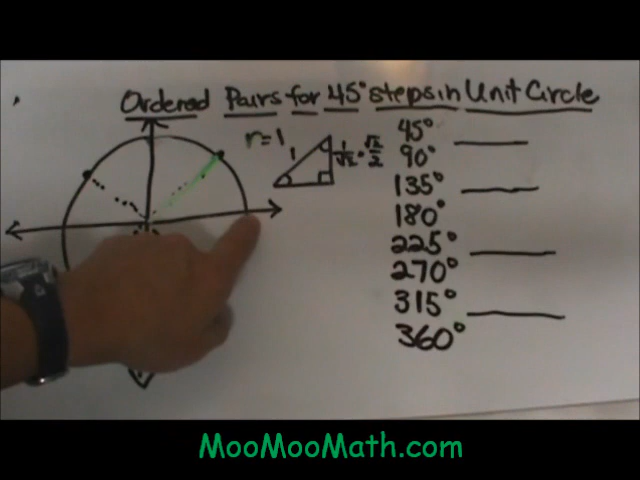 Ordered Pairs for 45° steps in Unit Circle
r=1
1
1/√2 · √2/2
45°
90°
135°
180°
225°
270°
315°
360°
MooMooMath.com